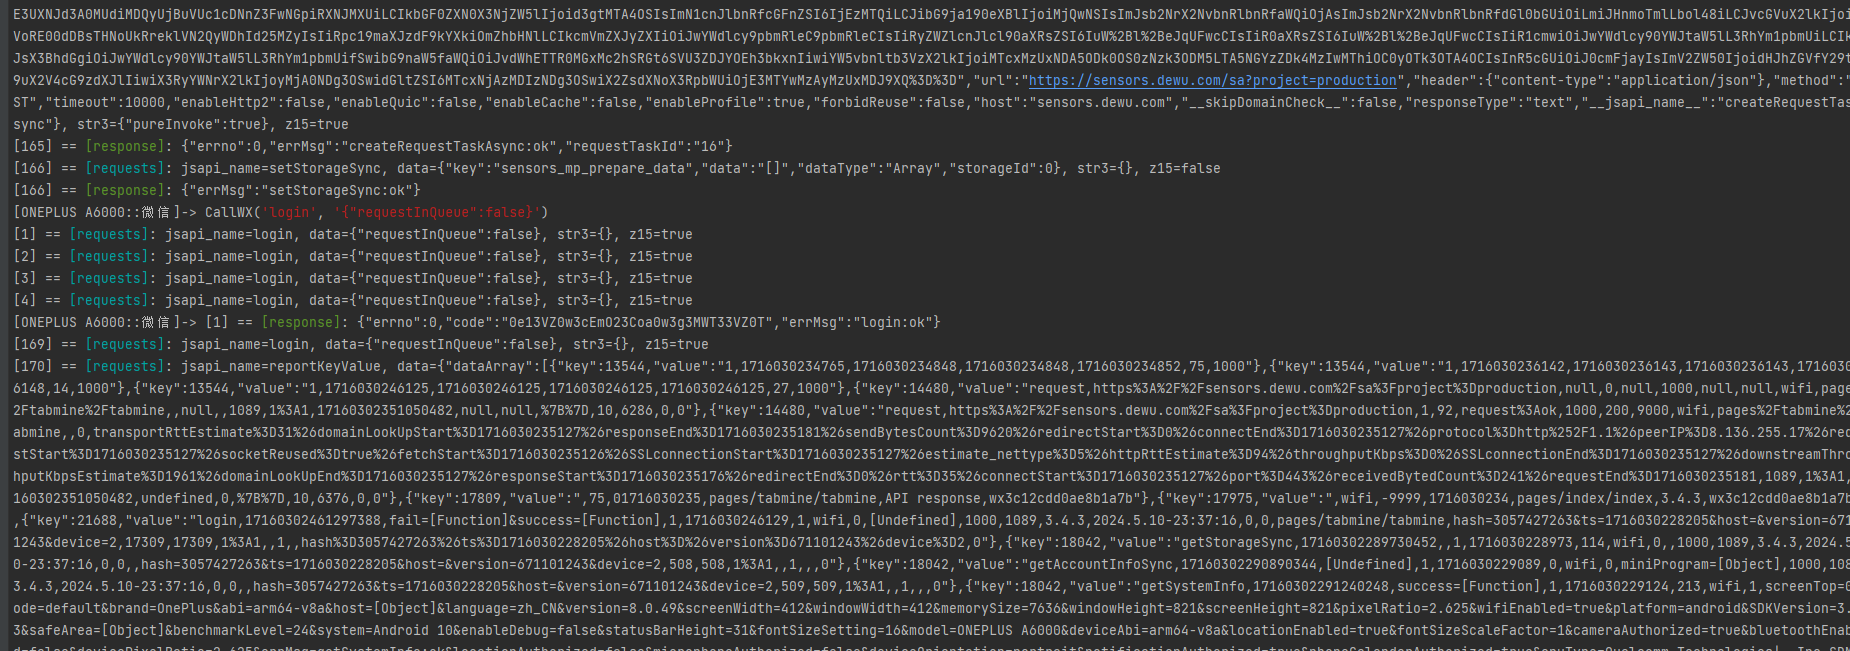 E3UXNJd3A0MUdiMDQyUjBuVUc1cDNnZ3FwNGpiRXNJMXUiLCIkbGF0ZXN0X3NjZW5lIjoid3gtMTA4OSIsImN1cnJlbnRfcGFnZSI6IjEzMTQiLCJibG9ja190eXBlIjoiMjQwNSIsImJsb2NrX2NvbnRlbnRfaWQiOjAsImJsb2NrX2NvbnRlbnRfdGl0bGUiOiLmiJHnmoTmlLbol48iLCJvcGVuX2lkIjoi
VoRE00dDBsTHNoUkRreklVN2QyWDhId25MZyIsIiRpc19maXJzdF9kYXkiOmZhbHNlLCIkcmVmZXJyZXIiOiJwYWdlcy9pbmRleC9pbmRleCIsIiRyZWZlcnJlcl90aXRsZSI6IuW%2Bl%2BeJqUFwcCIsIiR0aXRsZSI6IuW%2Bl%2BeJqUFwcCIsIiR1cmwiOiJwYWdlcy90YWJtaW5lL3RhYm1pbmUiLCIk
JsX3BhdGgiOiJwYWdlcy90YWJtaW5lL3RhYm1pbmUifSwibG9naW5faWQiOiJvdWhETTR0MGxMc2hSRGt6SVU3ZDJYOEh3bkxnIiwiYW5vbnltb3VzX2lkIjoiMTcxMzUxNDA5ODk0OS0zNzk3ODM5LTA5NGYzZDk4MzIwMThiOC0yOTk3OTA4OCIsInR5cGUiOiJ0cmFjayIsImV2ZW50IjoidHJhZGVfY29t
9uX2V4cG9zdXJlIiwiX3RyYWNrX2lkIjoyMjA0NDg3OSwidGltZSI6MTcxNjAzMDIzNDg3OSwiX2ZsdXNoX3RpbWUiOjE3MTYwMzAyMzUxMDJ9XQ%3D%3D","url":"https://sensors.dewu.com/sa?project=production","header":{"content-type":"application/json"},"method":"
ST","timeout":10000,"enableHttp2":false,"enableQuic":false,"enableCache":false,"enableProfile":true,"forbidReuse":false,"host":"sensors.dewu.com","__skipDomainCheck__":false,"responseType":"text","__jsapi_name__":"createRequestTas
sync"}, str3={"pureInvoke":true}, z15=true
[165] == [response]: {"errno":0,"errMsg":"createRequestTaskAsync:ok","requestTaskId":"16"}
[166] == [requests]: jsapi_name=setStorageSync, data={"key":"sensors_mp_prepare_data","data":"[]","dataType":"Array","storageId":0}, str3={}, z15=false
[166] == [response]: {"errMsg":"setStorageSync:ok"}
[ONEPLUS A6000::微信]-> CallWX('login', '{"requestInQueue":false}')
[1] == [requests]: jsapi_name=login, data={"requestInQueue":false}, str3={}, z15=true
[2] == [requests]: jsapi_name=login, data={"requestInQueue":false}, str3={}, z15=true
[3] == [requests]: jsapi_name=login, data={"requestInQueue":false}, str3={}, z15=true
[4] == [requests]: jsapi_name=login, data={"requestInQueue":false}, str3={}, z15=true
[ONEPLUS A6000::微信]-> [1] == [response]: {"errno":0,"code":"0e13VZ0w3cEmO23Coa0w3g3MWT33VZ0T","errMsg":"login:ok"}
[169] == [requests]: jsapi_name=login, data={"requestInQueue":false}, str3={}, z15=true
[170] == [requests]: jsapi_name=reportKeyValue, data={"dataArray":[{"key":13544,"value":"1,1716030234765,1716030234848,1716030234848,1716030234852,75,1000"},{"key":13544,"value":"1,1716030236142,1716030236143,1716030236143,1716030
6148,14,1000"},{"key":13544,"value":"1,1716030246125,1716030246125,1716030246125,1716030246125,27,1000"},{"key":14480,"value":"request,https%3A%2F%2Fsensors.dewu.com%2Fsa%3Fproject%3Dproduction,null,0,null,1000,null,null,wifi,page
2Ftabmine%2Ftabmine,,null,,1089,1%3A1,17160302351050482,null,null,%7B%7D,10,6286,0,0"},{"key":14480,"value":"request,https%3A%2F%2Fsensors.dewu.com%2Fsa%3Fproject%3Dproduction,1,92,request%3Aok,1000,200,9000,wifi,pages%2Ftabmine%2
abmine,,0,transportRttEstimate%3D31%26domainLookUpStart%3D1716030235127%26responseEnd%3D1716030235181%26sendBytesCount%3D9620%26redirectStart%3D0%26connectEnd%3D1716030235127%26protocol%3Dhttp%252F1.1%26peerIP%3D8.136.255.17%26rec
stStart%3D1716030235127%26socketReused%3Dtrue%26fetchStart%3D1716030235126%26SSLconnectionStart%3D1716030235127%26estimate_nettype%3D5%26httpRttEstimate%3D94%26throughputKbps%3D0%26SSLconnectionEnd%3D1716030235127%26downstreamThro
hputKbpsEstimate%3D1961%26domainLookUpEnd%3D1716030235127%26responseStart%3D1716030235176%26redirectEnd%3D0%26rtt%3D35%26connectStart%3D1716030235127%26port%3D443%26receivedBytedCount%3D241%26requestEnd%3D1716030235181,1089,1%3A1,
160302351050482,undefined,0,%7B%7D,10,6376,0,0"},{"key":17809,"value":",75,01716030235,pages/tabmine/tabmine,API response,wx3c12cdd0ae8b1a7b"},{"key":17975,"value":",wifi,-9999,1716030234,pages/index/index,3.4.3,wx3c12cdd0ae8b1a7b
,{"key":21688,"value":"login,17160302461297388,fail=[Function]&success=[Function],1,1716030246129,1,wifi,0,[Undefined],1000,1089,3.4.3,2024.5.10-23:37:16,0,0,pages/tabmine/tabmine,hash=3057427263&ts=1716030228205&host=&version=671
1243&device=2,17309,17309,1%3A1,,1,,hash%3D3057427263%26ts%3D1716030228205%26host%3D%26version%3D671101243%26device%3D2,0"},{"key":18042,"value":"getStorageSync,17160302289730452,,1,1716030228973,114,wifi,0,,1000,1089,3.4.3,2024.5
0-23:37:16,0,0,,hash=3057427263&ts=1716030228205&host=&version=671101243&device=2,508,508,1%3A1,,1,,,0"},{"key":18042,"value":"getAccountInfoSync,17160302290890344,[Undefined],1,1716030229089,0,wifi,0,miniProgram=[Object],1000,108
3.4.3,2024.5.10-23:37:16,0,0,,hash=3057427263&ts=1716030228205&host=&version=671101243&device=2,509,509,1%3A1,,1,,,0"},{"key":18042,"value":"getSystemInfo,17160302291240248,success=[Function],1,1716030229124,213,wifi,1,screenTop=0
ode=default&brand=OnePlus&abi=arm64-v8a&host=[Object]&language=zh_CN&version=8.0.49&screenWidth=412&windowWidth=412&memorySize=7636&windowHeight=821&screenHeight=821&pixelRatio=2.625&wifiEnabled=true&platform=android&SDKVersion=3.
3&safeArea=[Object]&benchmarkLevel=24&system=Android 10&enableDebug=false&statusBarHeight=31&fontSizeSetting=16&model=ONEPLUS A6000&deviceAbi=arm64-v8a&locationEnabled=true&fontSizeScaleFactor=1&cameraAuthorized=true&bluetoothEnab